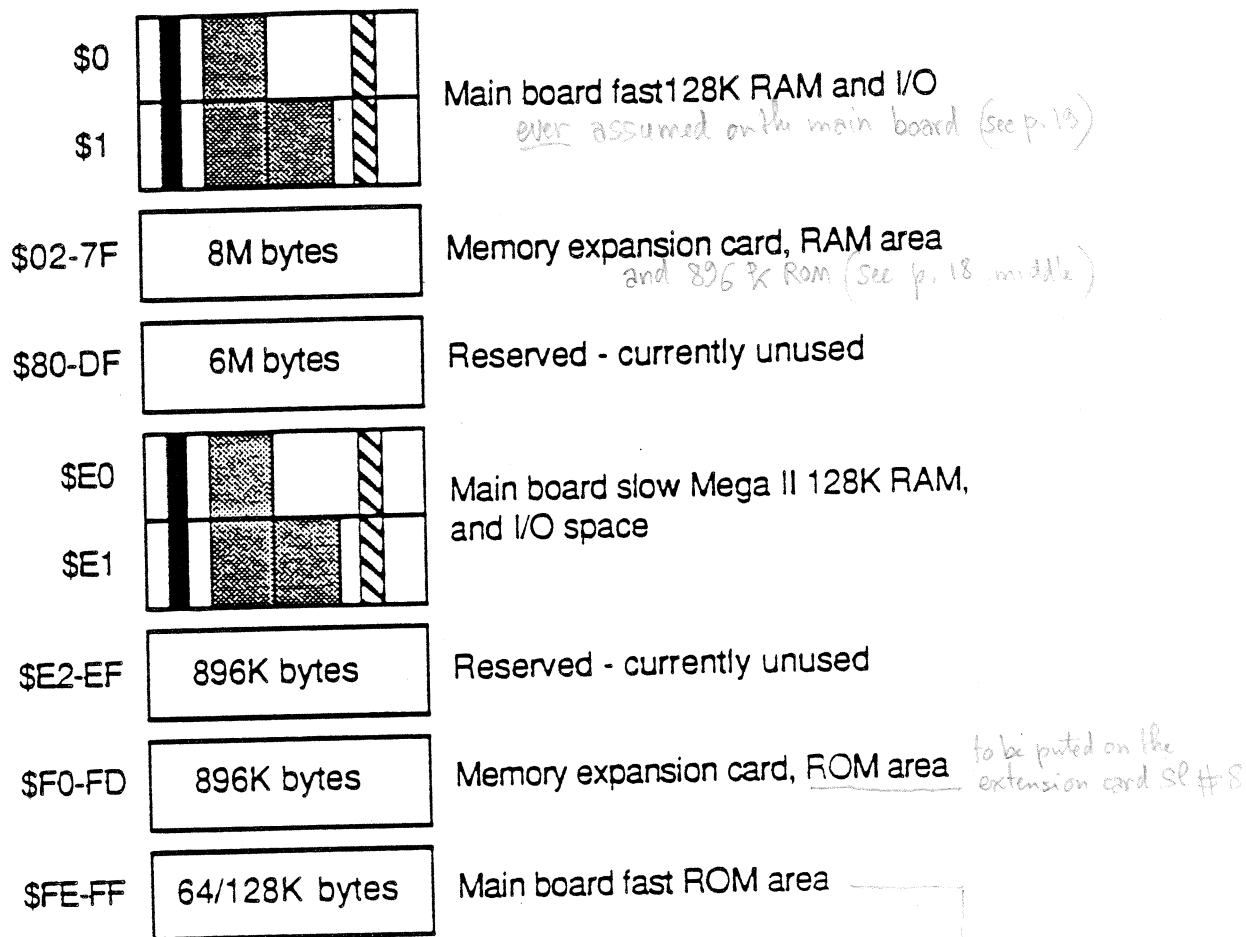 $0
Main board fast128K RAM and I/O
ever assumed on the main board (see p. 19)
$1
$02-7F
8M bytes
Memory expansion card, RAM area
and 896 K ROM (see p. 18 middle)
$80-DF
6M bytes
Reserved - currently unused
$E0
Main board slow Mega II 128K RAM,
and I/O space
$E1
$E2-EF
896K bytes
Reserved - currently unused
$F0-FD
896K bytes
Memory expansion card, ROM area
to be puted on the
extension card Sl # 8
$FE-FF
64/128K bytes
Main board fast ROM area